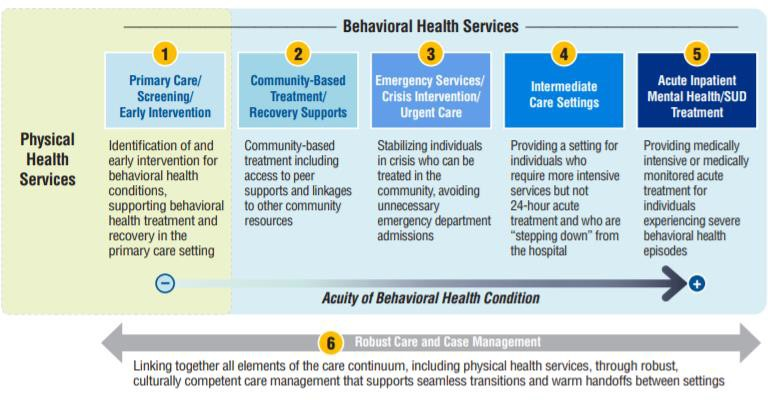 Behavioral Health Services
Physical
Health
Services
1
Primary Care/
Screening/
Early Intervention
Identification of and
early intervention for
behavioral health
conditions,
supporting behavioral
health treatment and
recovery in the
primary care setting
2
Community-Based
Treatment/
Recovery Supports
Community-based
treatment including
access to peer
supports and linkages
to other community
resources
3
Emergency Services/
Crisis Intervention/
Urgent Care
Stabilizing individuals
in crisis who can be
treated in the
community, avoiding
unnecessary
emergency department
admissions
4
Intermediate
Care Settings
Providing a setting for
individuals who
require more intensive
services but not
24-hour acute
treatment and who are
“stepping down” from
the hospital
5
Acute Inpatient
Mental Health/SUD
Treatment
Providing medically
intensive or medically
monitored acute
treatment for
individuals
experiencing severe
behavioral health
episodes
− +
Acuity of Behavioral Health Condition
6 Robust Care and Case Management
Linking together all elements of the care continuum, including physical health services, through robust,
culturally competent care management that supports seamless transitions and warm handoffs between settings